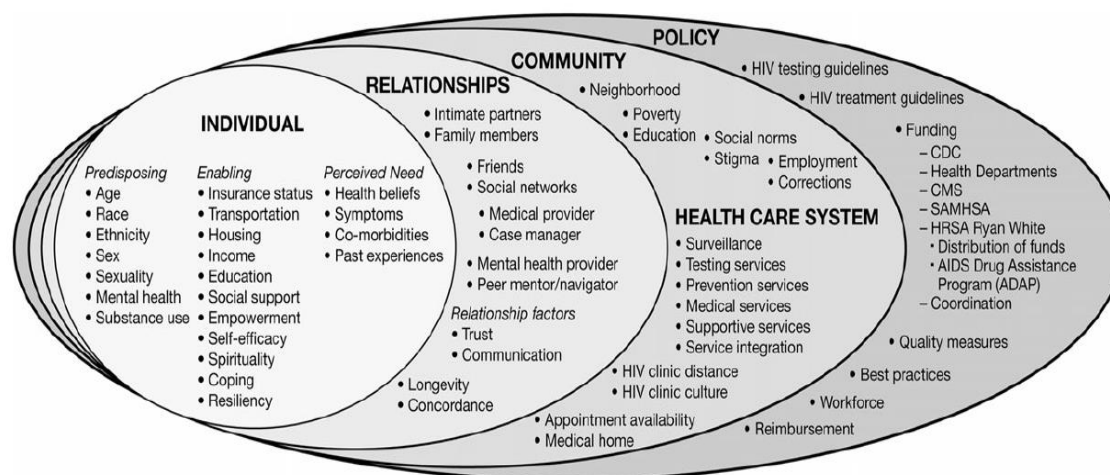 POLICY
• HIV testing guidelines
• HIV treatment guidelines
• Funding
– CDC
– Health Departments
– CMS
– SAMHSA
– HRSA Ryan White
• Distribution of funds
• AIDS Drug Assistance
Program (ADAP)
– Coordination
• Quality measures
• Best practices
• Workforce
• Reimbursement
COMMUNITY
• Neighborhood
• Poverty
• Education
• Social norms
• Stigma
• Employment
• Corrections
HEALTH CARE SYSTEM
• Surveillance
• Testing services
• Prevention services
• Medical services
• Supportive services
• Service integration
• HIV clinic distance
• HIV clinic culture
• Appointment availability
• Medical home
RELATIONSHIPS
• Intimate partners
• Family members
• Friends
• Social networks
• Medical provider
• Case manager
• Mental health provider
• Peer mentor/navigator
Relationship factors
• Trust
• Communication
• Longevity
• Concordance
INDIVIDUAL
Predisposing
• Age
• Race
• Ethnicity
• Sex
• Sexuality
• Mental health
• Substance use
Enabling
• Insurance status
• Transportation
• Housing
• Income
• Education
• Social support
• Empowerment
• Self-efficacy
• Spirituality
• Coping
• Resiliency
Perceived Need
• Health beliefs
• Symptoms
• Co-morbidities
• Past experiences